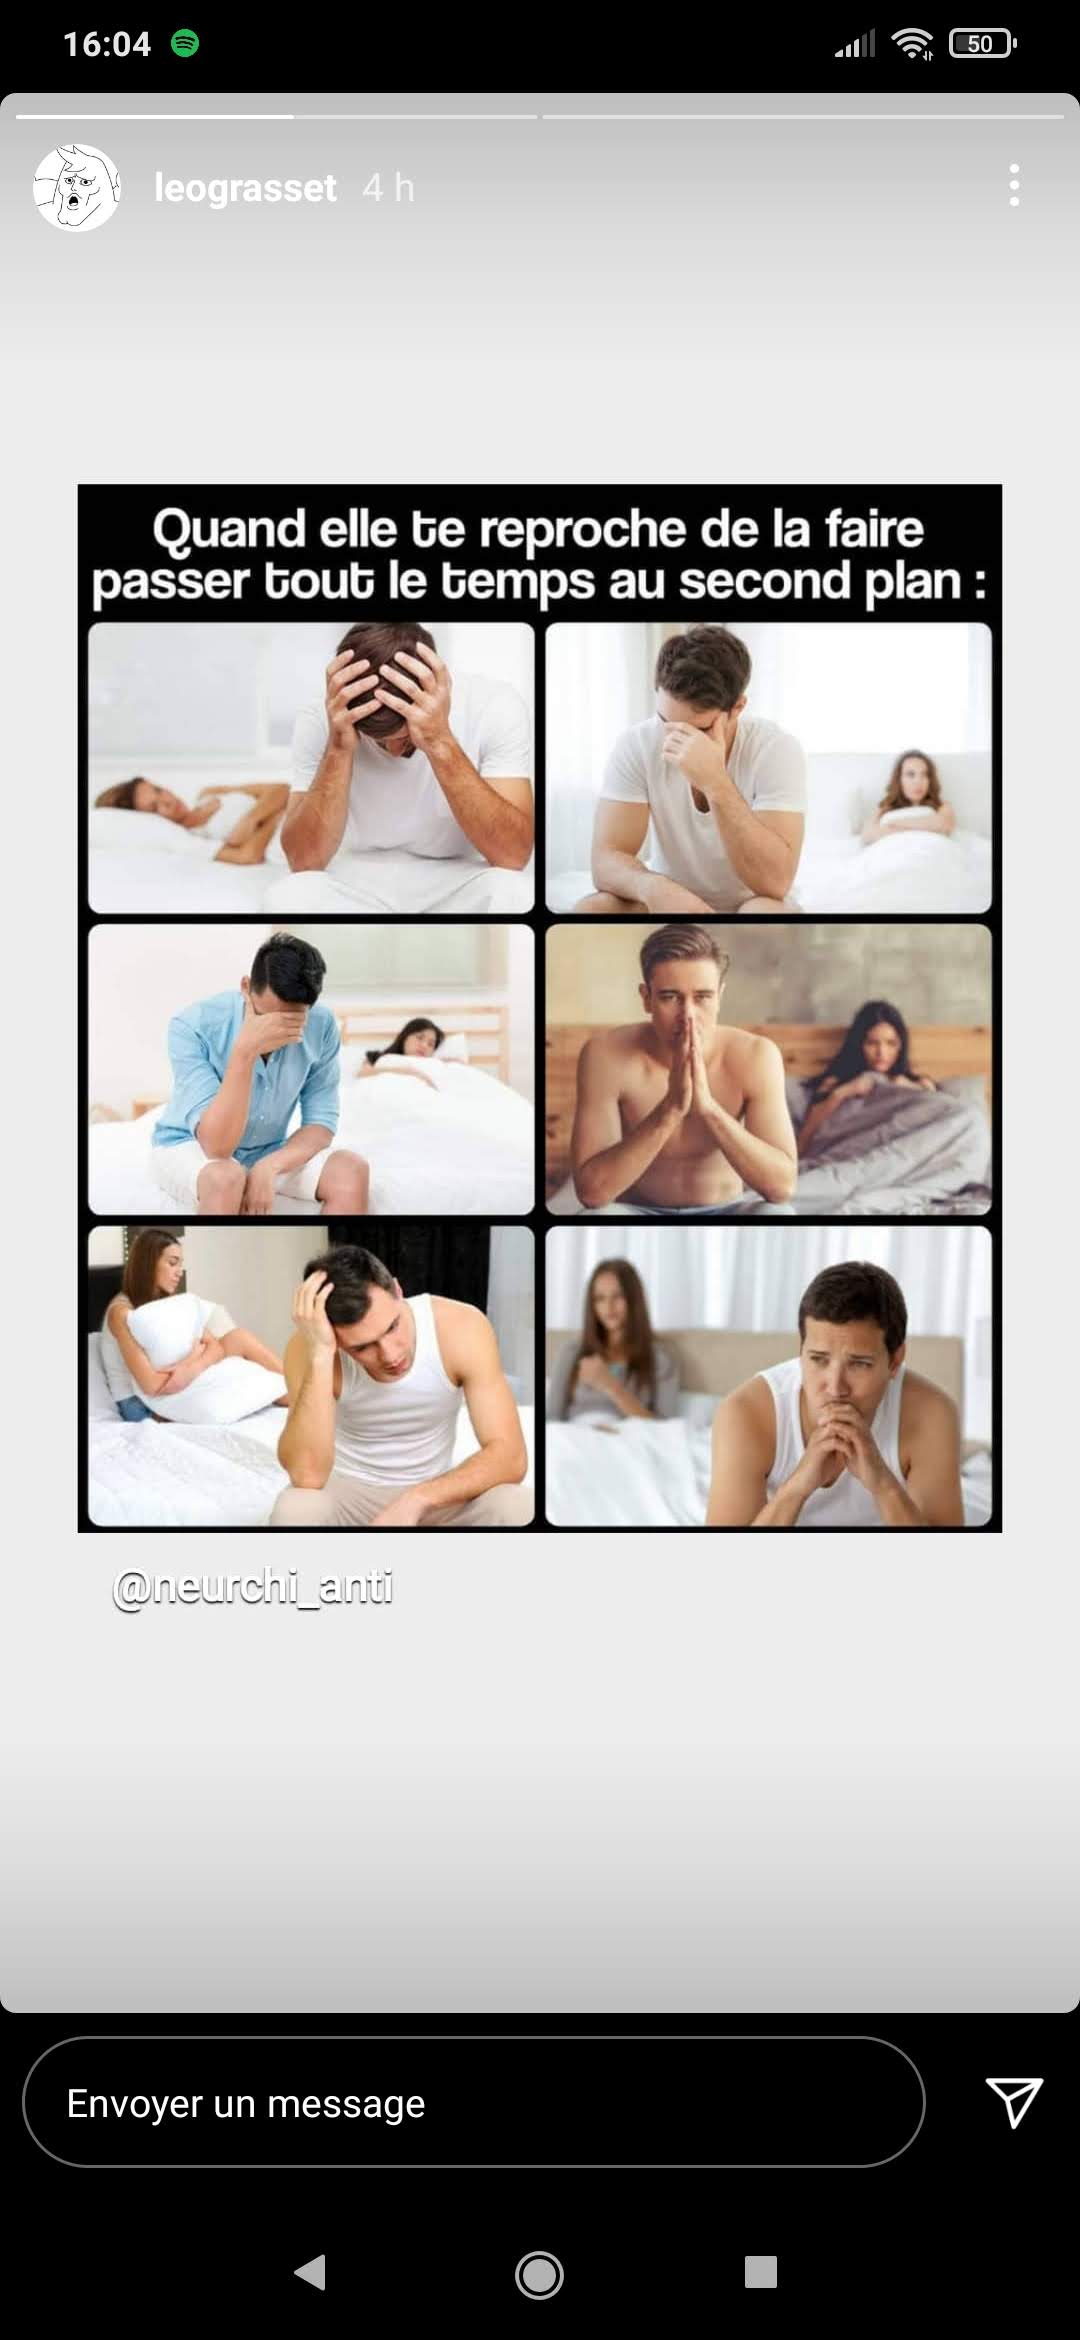 16:04
50
leograsset 4 h
Quand elle te reproche de la faire
passer tout le temps au second plan :
@neurchi_anti
Envoyer un message